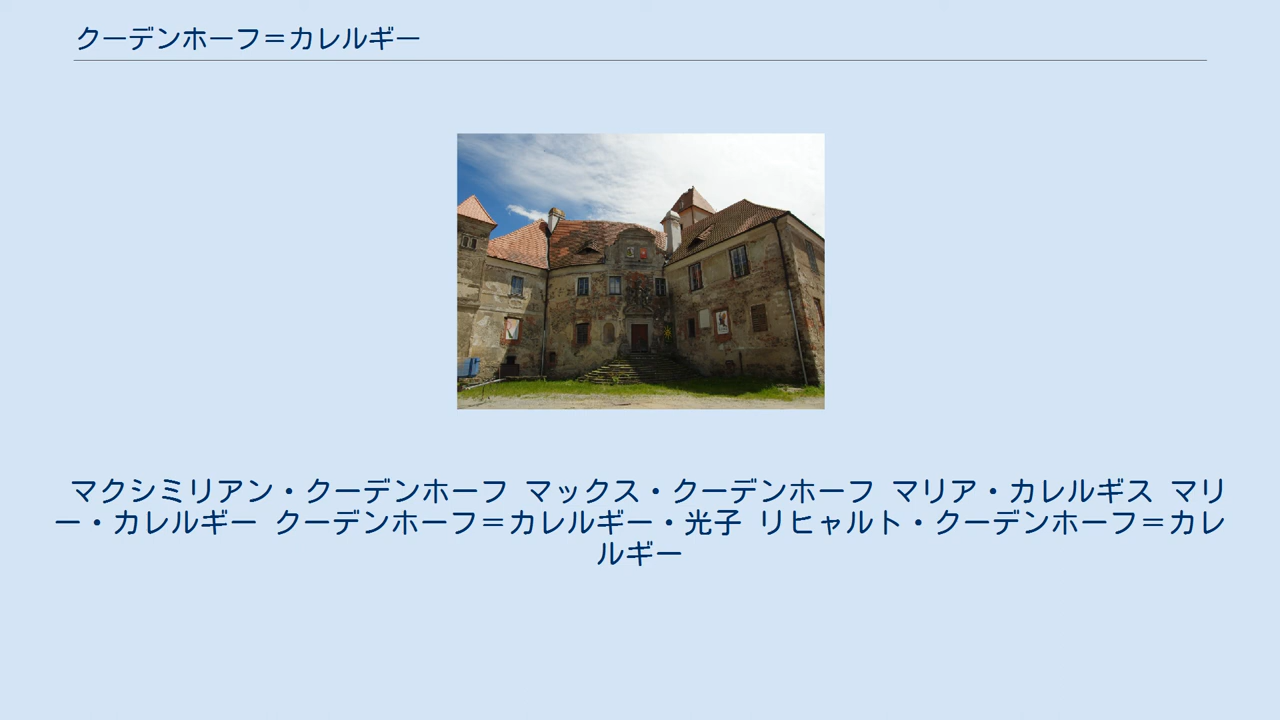 クーデンホーフ＝カレルギー
マクシミリアン・クーデンホーフ マックス・クーデンホーフ マリア・カレルギス マリ
ー・カレルギー クーデンホーフ＝カレルギー・光子 リヒャルト・クーデンホーフ＝カレ
ルギー